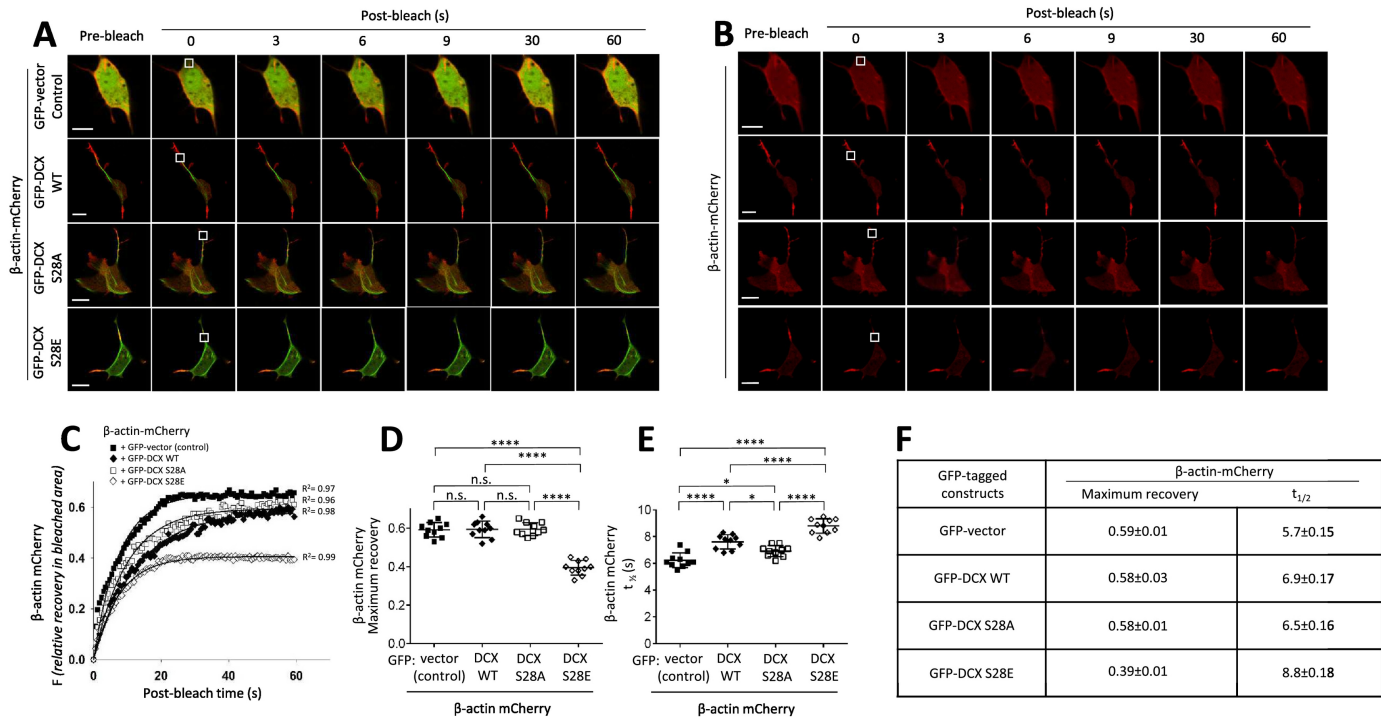 A
Post-bleach (s)
Pre-bleach 0 3 6 9 30 60
β-actin-mCherry
GFP-vector
Control
GFP-DCX
WT
GFP-DCX
S28A
GFP-DCX
S28E
B
Post-bleach (s)
Pre-bleach 0 3 6 9 30 60
β-actin-mCherry
C
β-actin-mCherry
+ GFP-vector (control)
+ GFP-DCX WT
+ GFP-DCX S28A
+ GFP-DCX S28E
β-actin mCherry
F (relative recovery in bleached area)
0.6
0.4
0.2
0.0
R²= 0.97
R²= 0.96
R²= 0.98
R²= 0.99
0 20 40 60
Post-bleach time (s)
D
****
****
n.s.
n.s. n.s. ****
β-actin mCherry
Maximum recovery
0.6
0.4
0.2
0.0
GFP: vector DCX DCX DCX
(control) WT S28A S28E
β-actin mCherry
E
****
****
*
**** * ****
β-actin mCherry
t ½ (s)
10
8
6
4
2
0
GFP: vector DCX DCX DCX
(control) WT S28A S28E
β-actin mCherry
F
GFP-tagged
constructs
β-actin-mCherry
Maximum recovery t1/2
GFP-vector 0.59±0.01 5.7±0.15
GFP-DCX WT 0.58±0.03 6.9±0.17
GFP-DCX S28A 0.58±0.01 6.5±0.16
GFP-DCX S28E 0.39±0.01 8.8±0.18